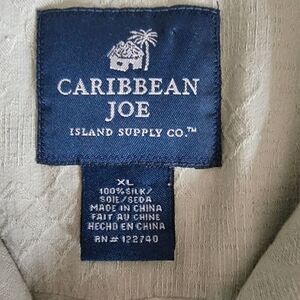 CARIBBEAN
JOE
ISLAND SUPPLY CO.™
XL
100% SILK/
SOIE/SEDA
MADE IN CHINA
FAIT AU CHINE
HECHO EN CHINA
RN# 122740